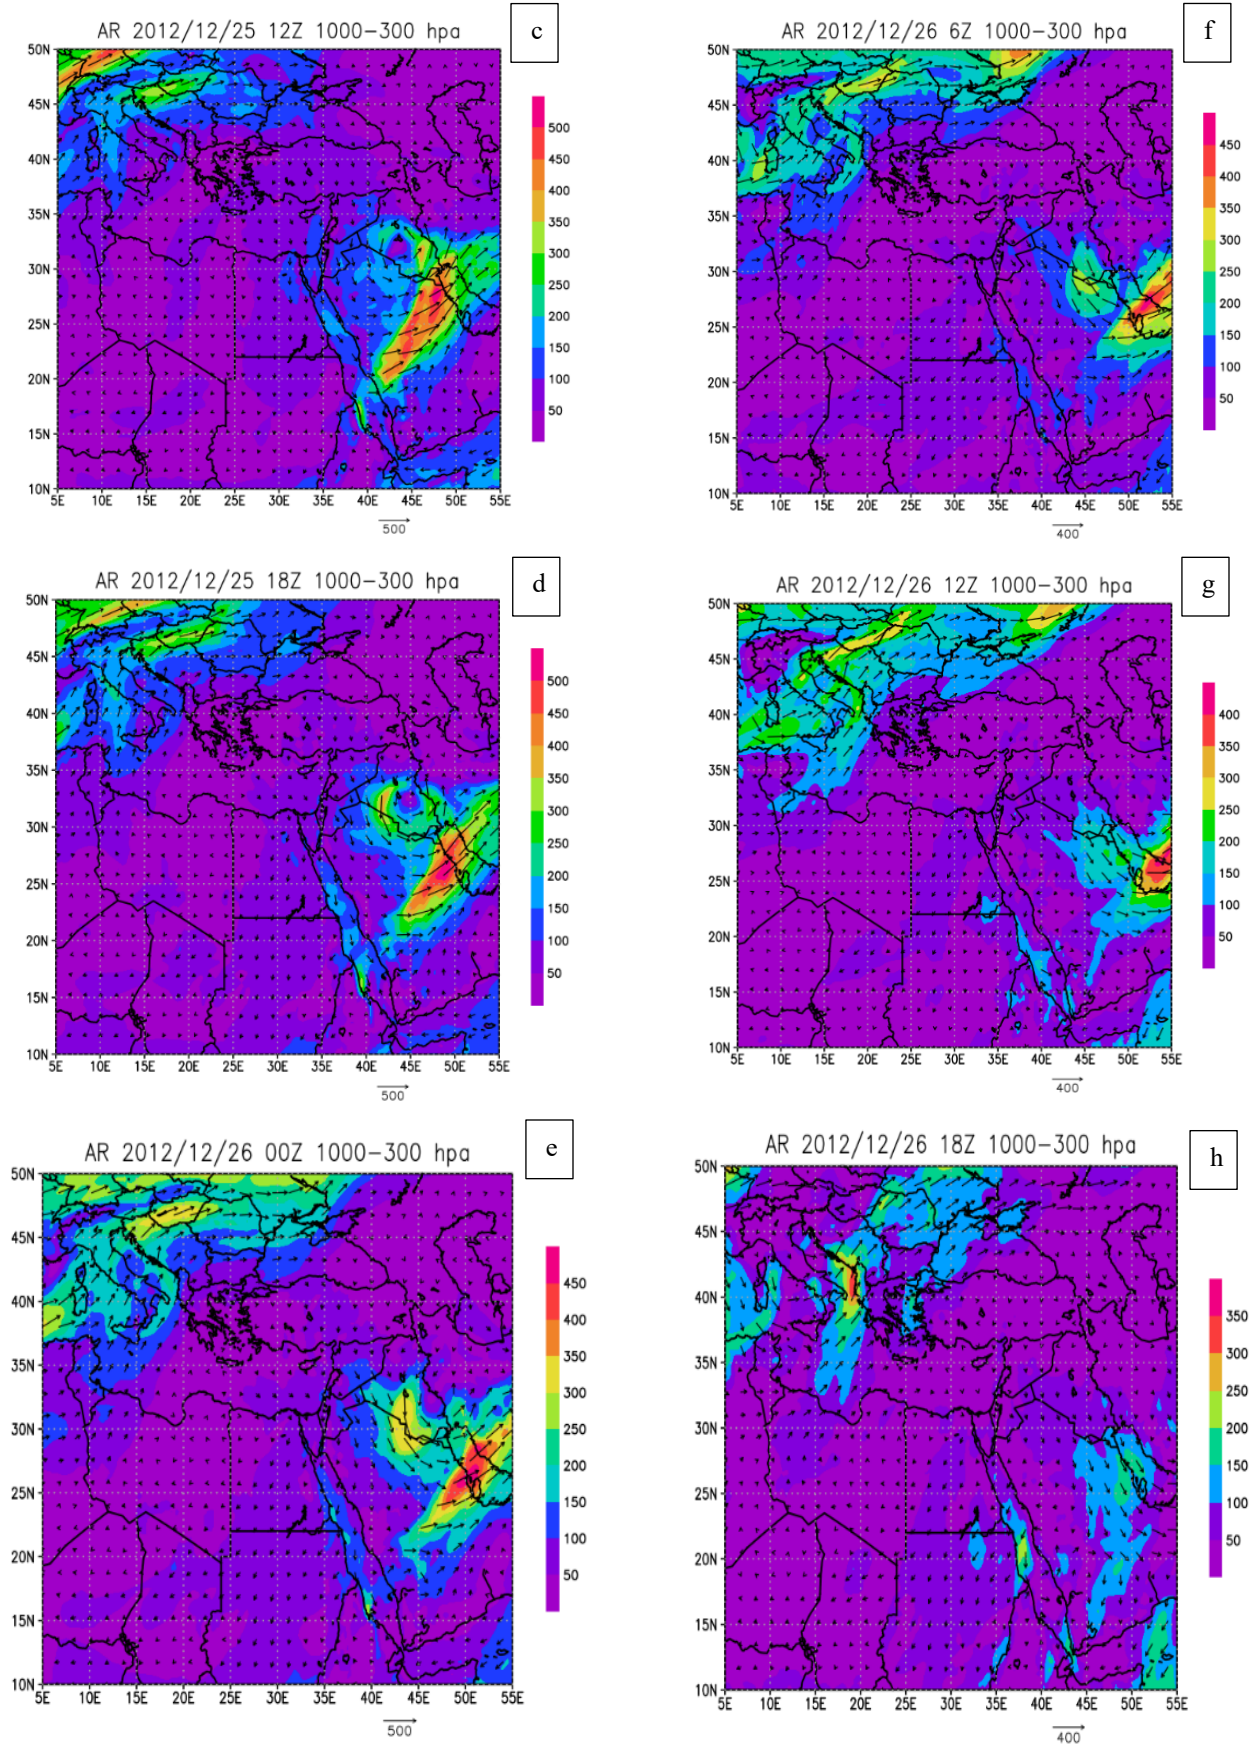 AR 2012/12/25 12Z 1000-300 hpa
c
50N
45N
40N
35N
30N
25N
20N
15N
10N
5E 10E 15E 20E 25E 30E 35E 40E 45E 50E 55E
500
450
400
350
300
250
200
150
100
50
500
AR 2012/12/26 6Z 1000-300 hpa
f
50N
45N
40N
35N
30N
25N
20N
15N
10N
5E 10E 15E 20E 25E 30E 35E 40E 45E 50E 55E
450
400
350
300
250
200
150
100
50
400
AR 2012/12/25 18Z 1000-300 hpa
d
50N
45N
40N
35N
30N
25N
20N
15N
10N
5E 10E 15E 20E 25E 30E 35E 40E 45E 50E 55E
500
450
400
350
300
250
200
150
100
50
500
AR 2012/12/26 12Z 1000-300 hpa
g
50N
45N
40N
35N
30N
25N
20N
15N
10N
5E 10E 15E 20E 25E 30E 35E 40E 45E 50E 55E
400
350
300
250
200
150
100
50
400
AR 2012/12/26 00Z 1000-300 hpa
e
50N
45N
40N
35N
30N
25N
20N
15N
10N
5E 10E 15E 20E 25E 30E 35E 40E 45E 50E 55E
450
400
350
300
250
200
150
100
50
500
AR 2012/12/26 18Z 1000-300 hpa
h
50N
45N
40N
35N
30N
25N
20N
15N
10N
5E 10E 15E 20E 25E 30E 35E 40E 45E 50E 55E
350
300
250
200
150
100
50
400